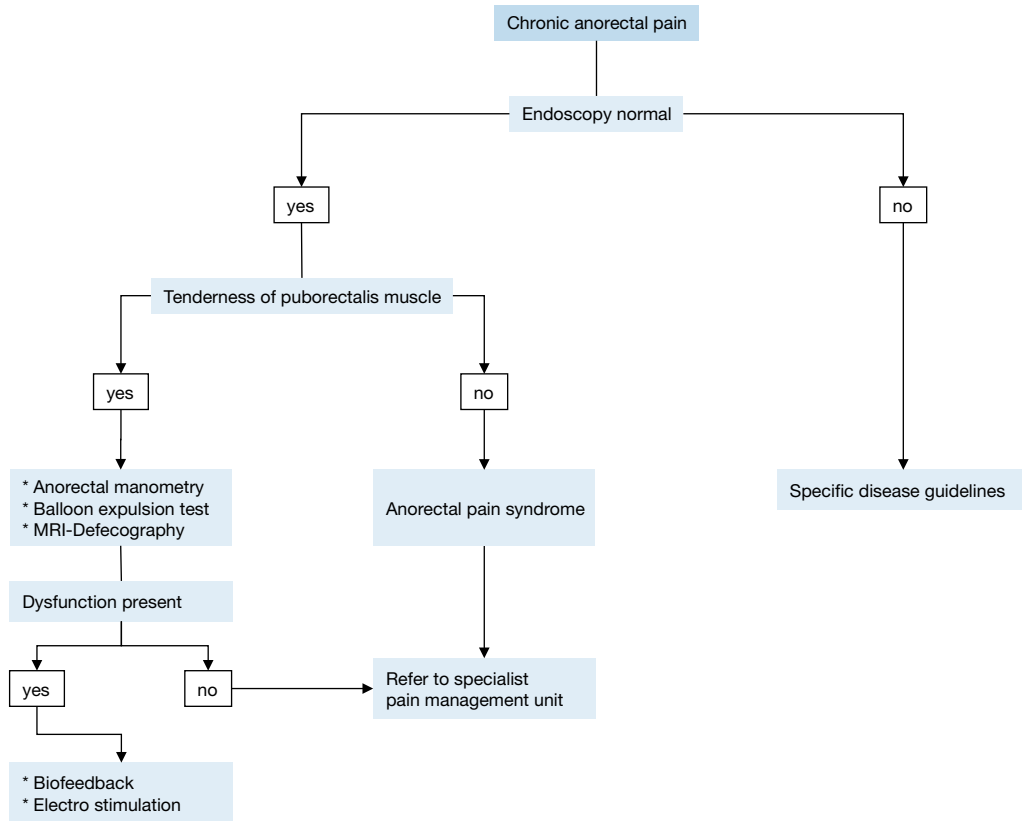 Chronic anorectal pain
Endoscopy normal
yes
no
Tenderness of puborectalis muscle
yes
no
* Anorectal manometry
* Balloon expulsion test
* MRI-Defecography
Anorectal pain syndrome
Specific disease guidelines
Dysfunction present
yes
no
Refer to specialist
pain management unit
* Biofeedback
* Electro stimulation